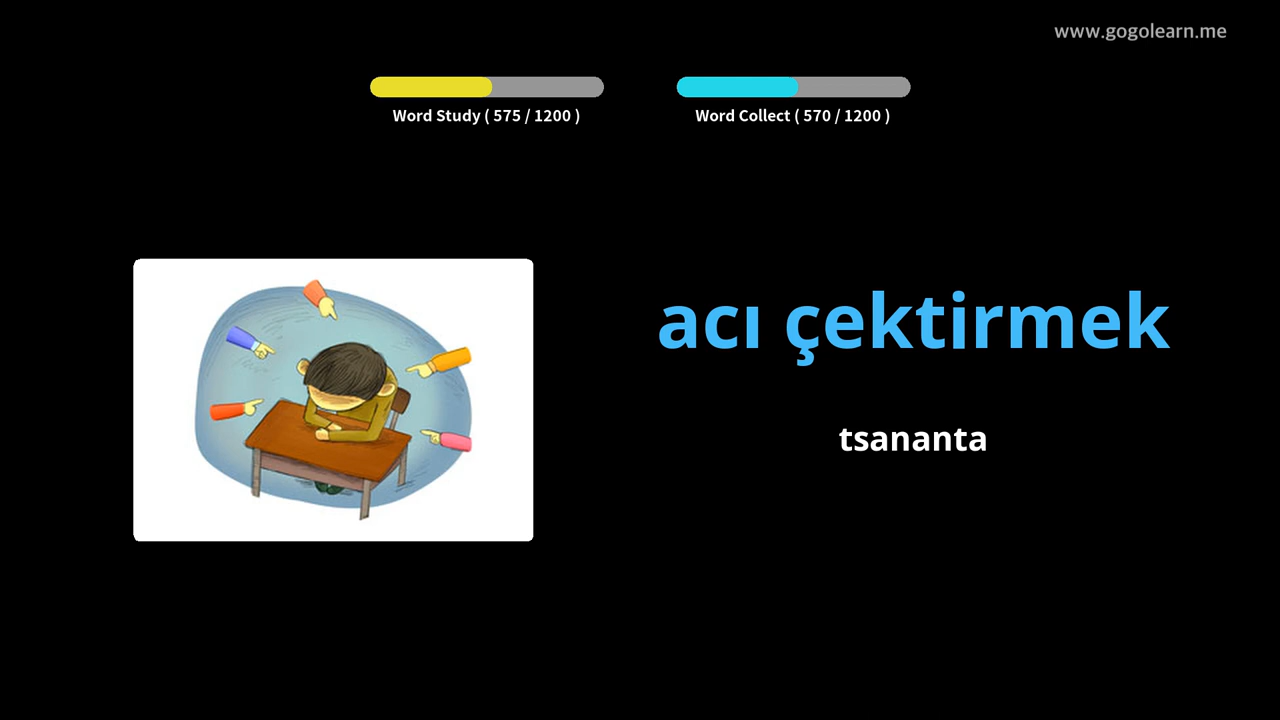 www.gogolearn.me
Word Study ( 575 / 1200 )
Word Collect ( 570 / 1200 )
acı çektirmek
tsananta